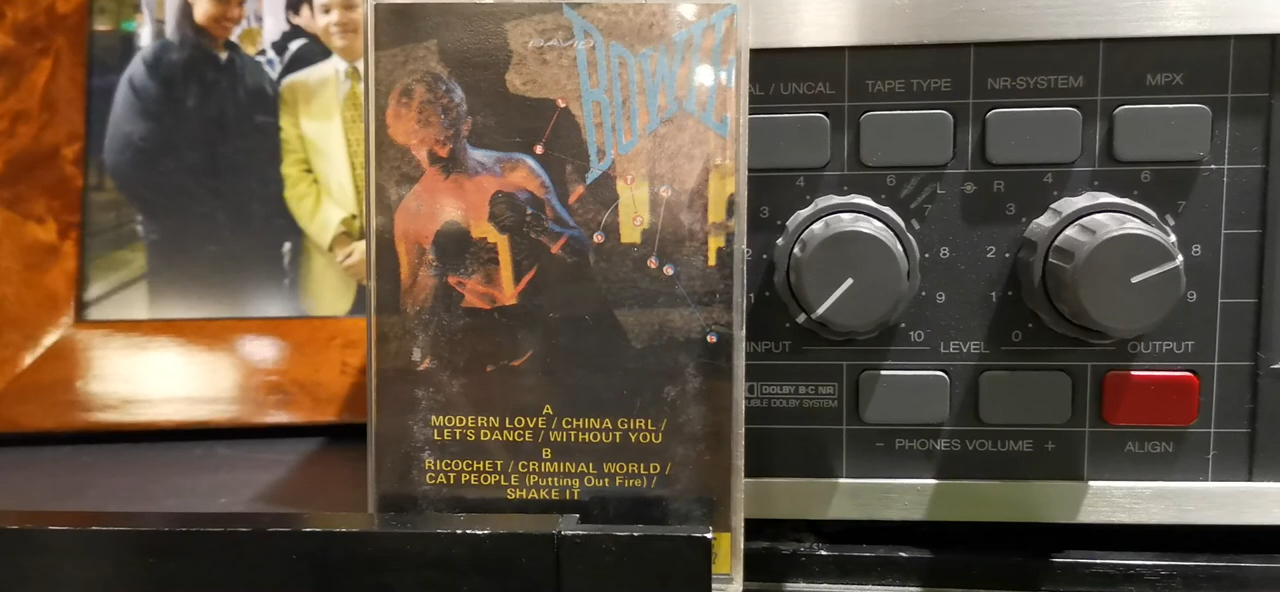 DAVID
BOWIE
A
MODERN LOVE / CHINA GIRL /
LET'S DANCE / WITHOUT YOU
B
RICOCHET / CRIMINAL WORLD /
CAT PEOPLE (Putting Out Fire) /
SHAKE IT
AL / UNCAL
TAPE TYPE
NR-SYSTEM
MPX
4 6 L R 4 6
3 7 3 7
2 8 2 8
1 9 1 9
10 0
INPUT LEVEL OUTPUT
DOLBY B·C NR
UBLE DOLBY SYSTEM
- PHONES VOLUME +
ALIGN